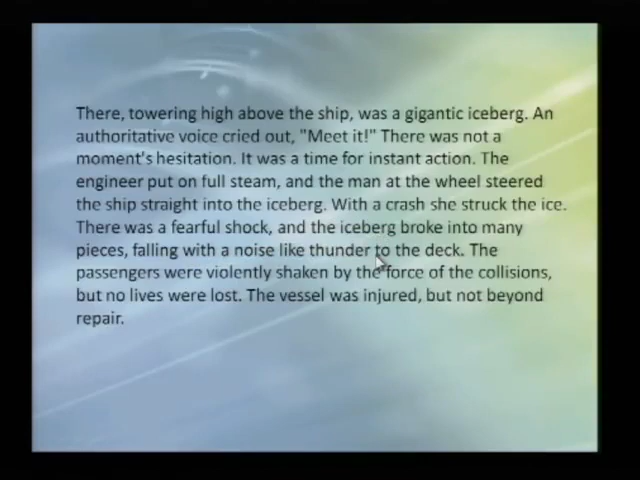 There, towering high above the ship, was a gigantic iceberg. An
authoritative voice cried out, "Meet it!" There was not a
moment's hesitation. It was a time for instant action. The
engineer put on full steam, and the man at the wheel steered
the ship straight into the iceberg. With a crash she struck the ice.
There was a fearful shock, and the iceberg broke into many
pieces, falling with a noise like thunder to the deck. The
passengers were violently shaken by the force of the collisions,
but no lives were lost. The vessel was injured, but not beyond
repair.